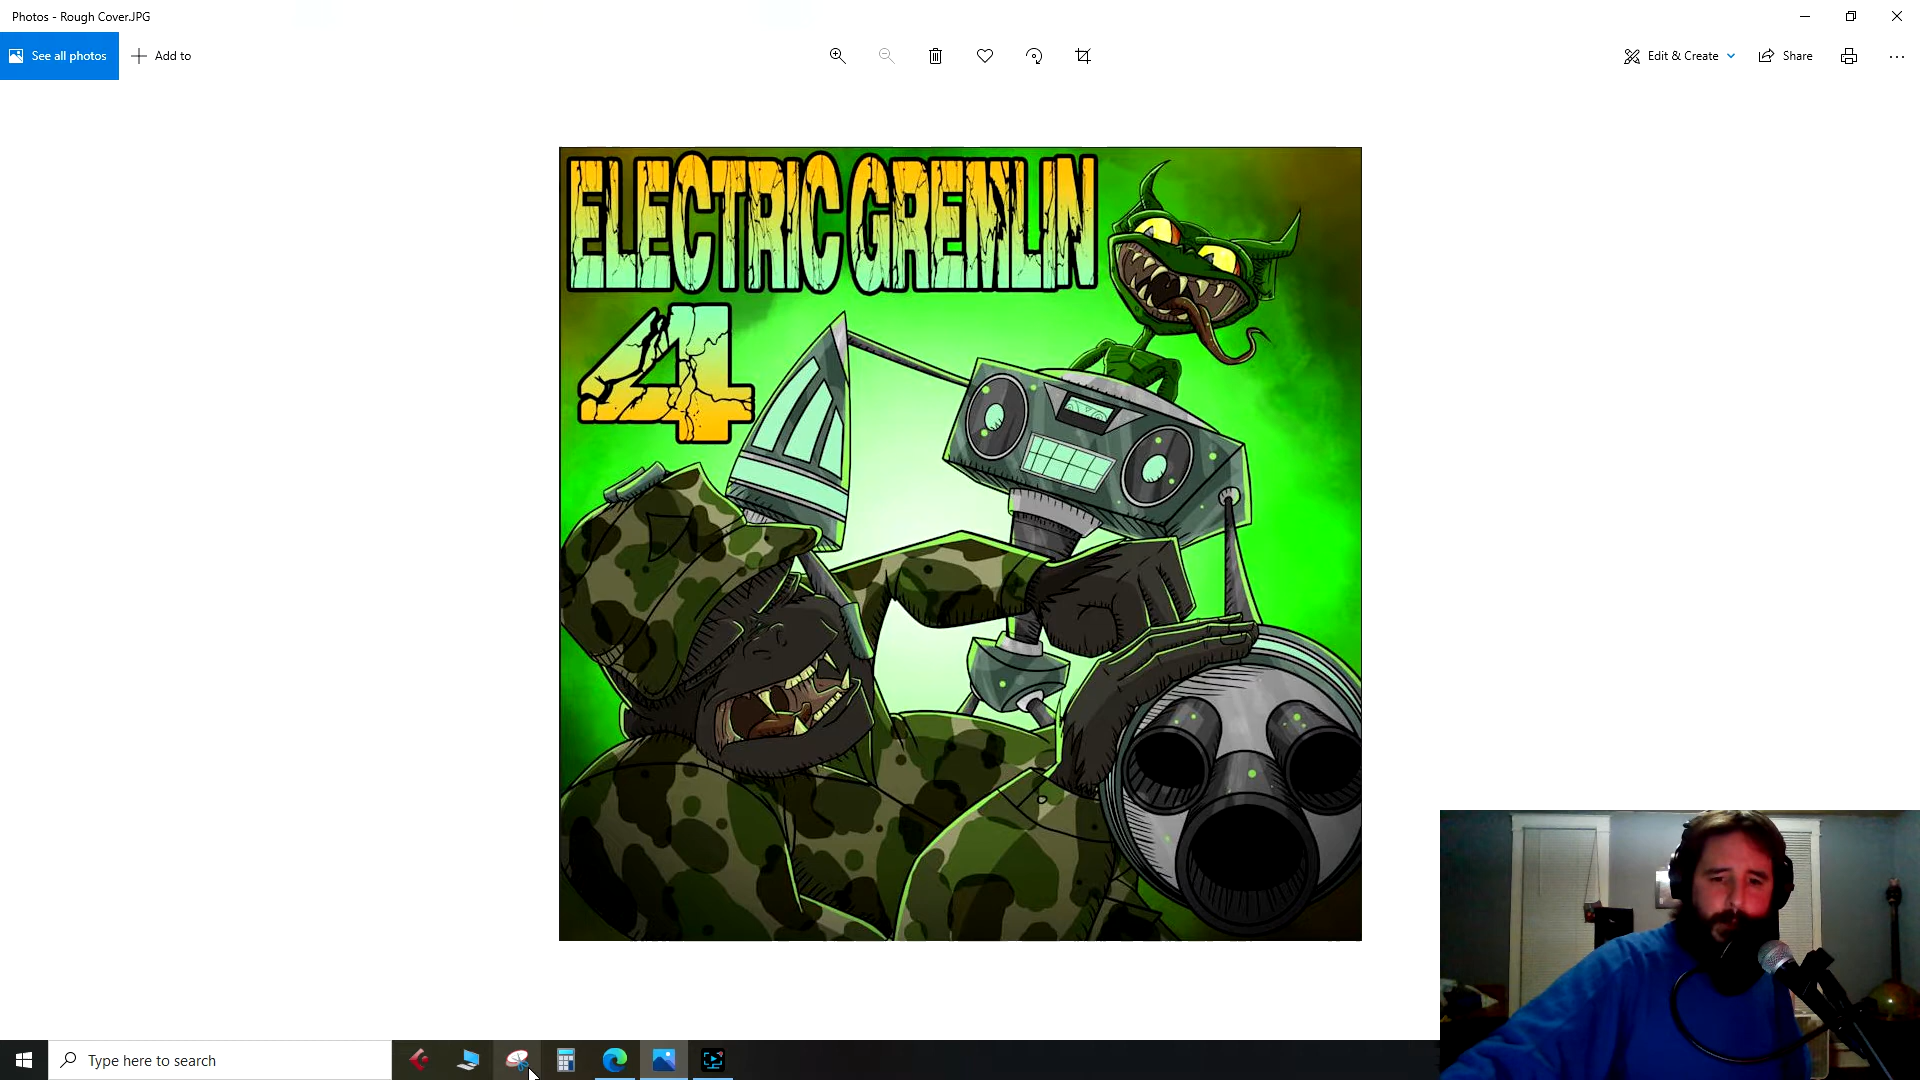 Photos - Rough Cover.JPG
See all photos
Add to
Edit & Create
Share
ELECTRIC GREMLIN
4
Type here to search